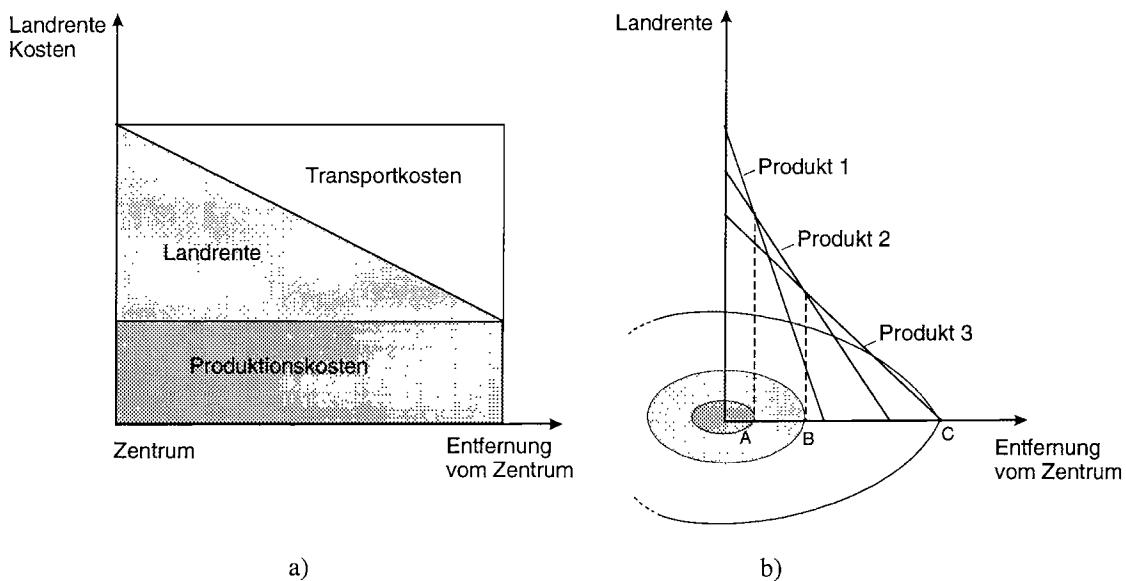 Landrente
Kosten
Transportkosten
Landrente
Produktionskosten
Zentrum
Entfernung
vom Zentrum
a)
Landrente
Produkt 1
Produkt 2
Produkt 3
A
B
C
Entfernung
vom Zentrum
b)